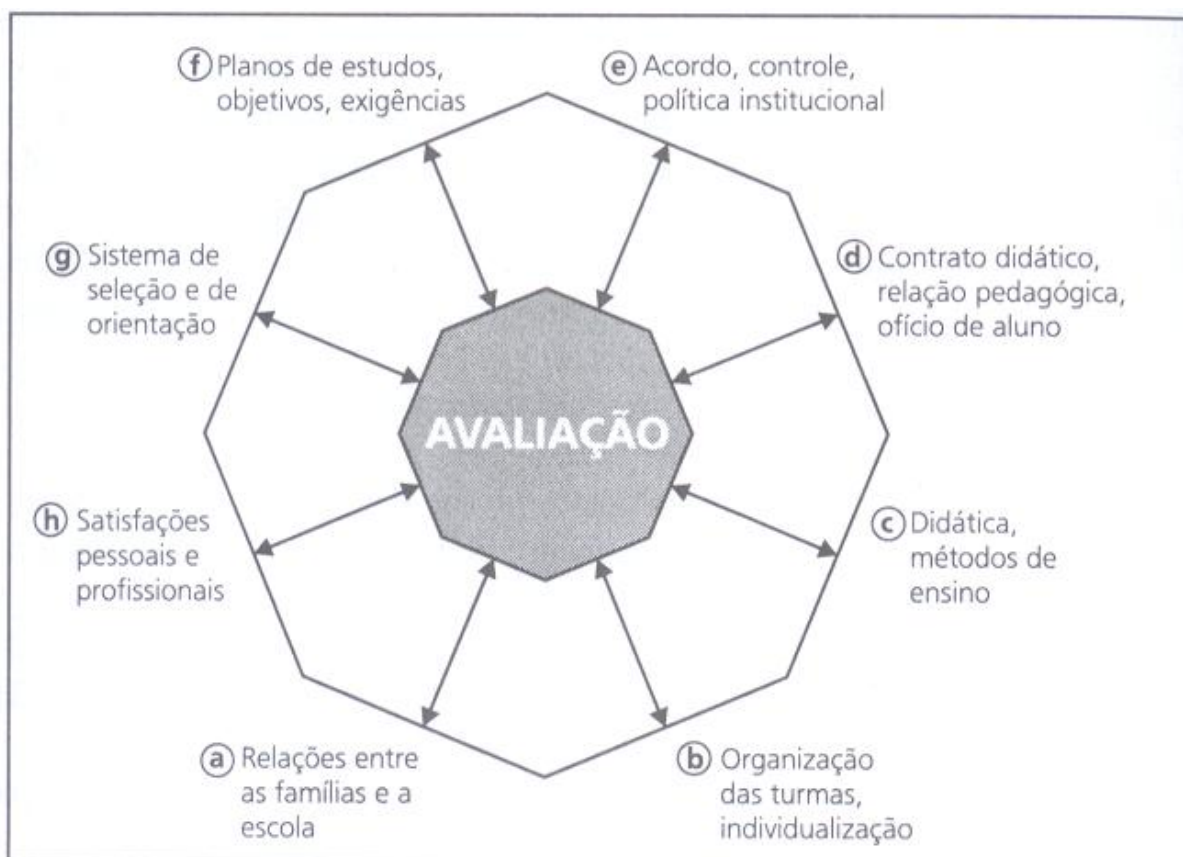 f Planos de estudos,
objetivos, exigências
e Acordo, controle,
política institucional
g Sistema de
seleção e de
orientação
d Contrato didático,
relação pedagógica,
ofício de aluno
AVALIAÇÃO
h Satisfações
pessoais e
profissionais
c Didática,
métodos de
ensino
a Relações entre
as famílias e a
escola
b Organização
das turmas,
individualização